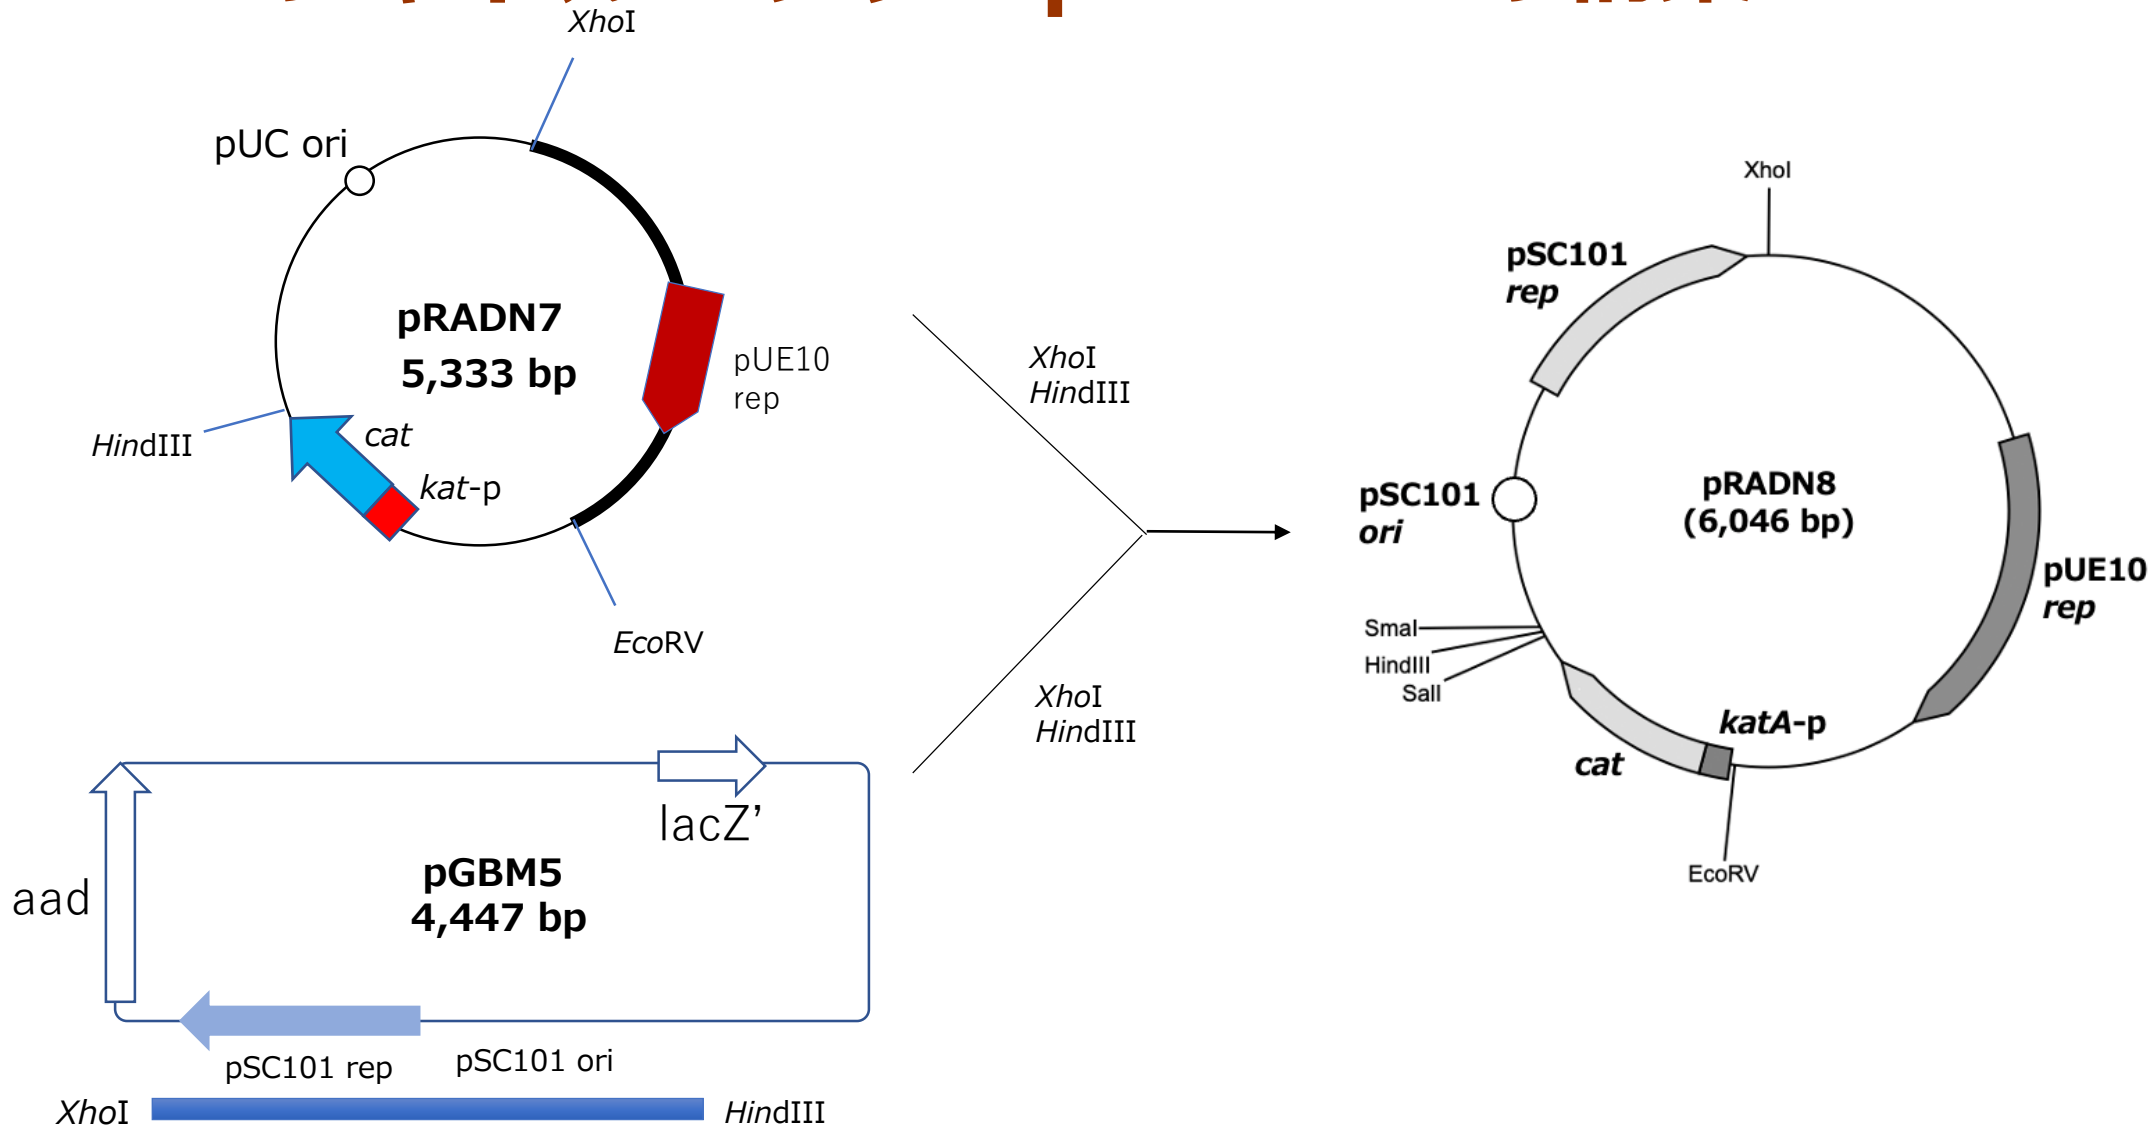 XhoI
pUC ori
pRADN7
5,333 bp
pUE10
rep
HindIII
cat
kat-p
EcoRV
XhoI
HindIII
XhoI
HindIII
lacZ’
aad
pGBM5
4,447 bp
pSC101 rep
pSC101 ori
XhoI
HindIII
XhoI
pSC101
rep
pSC101
ori
pRADN8
(6,046 bp)
pUE10
rep
SmaI
HindIII
SalI
katA-p
cat
EcoRV